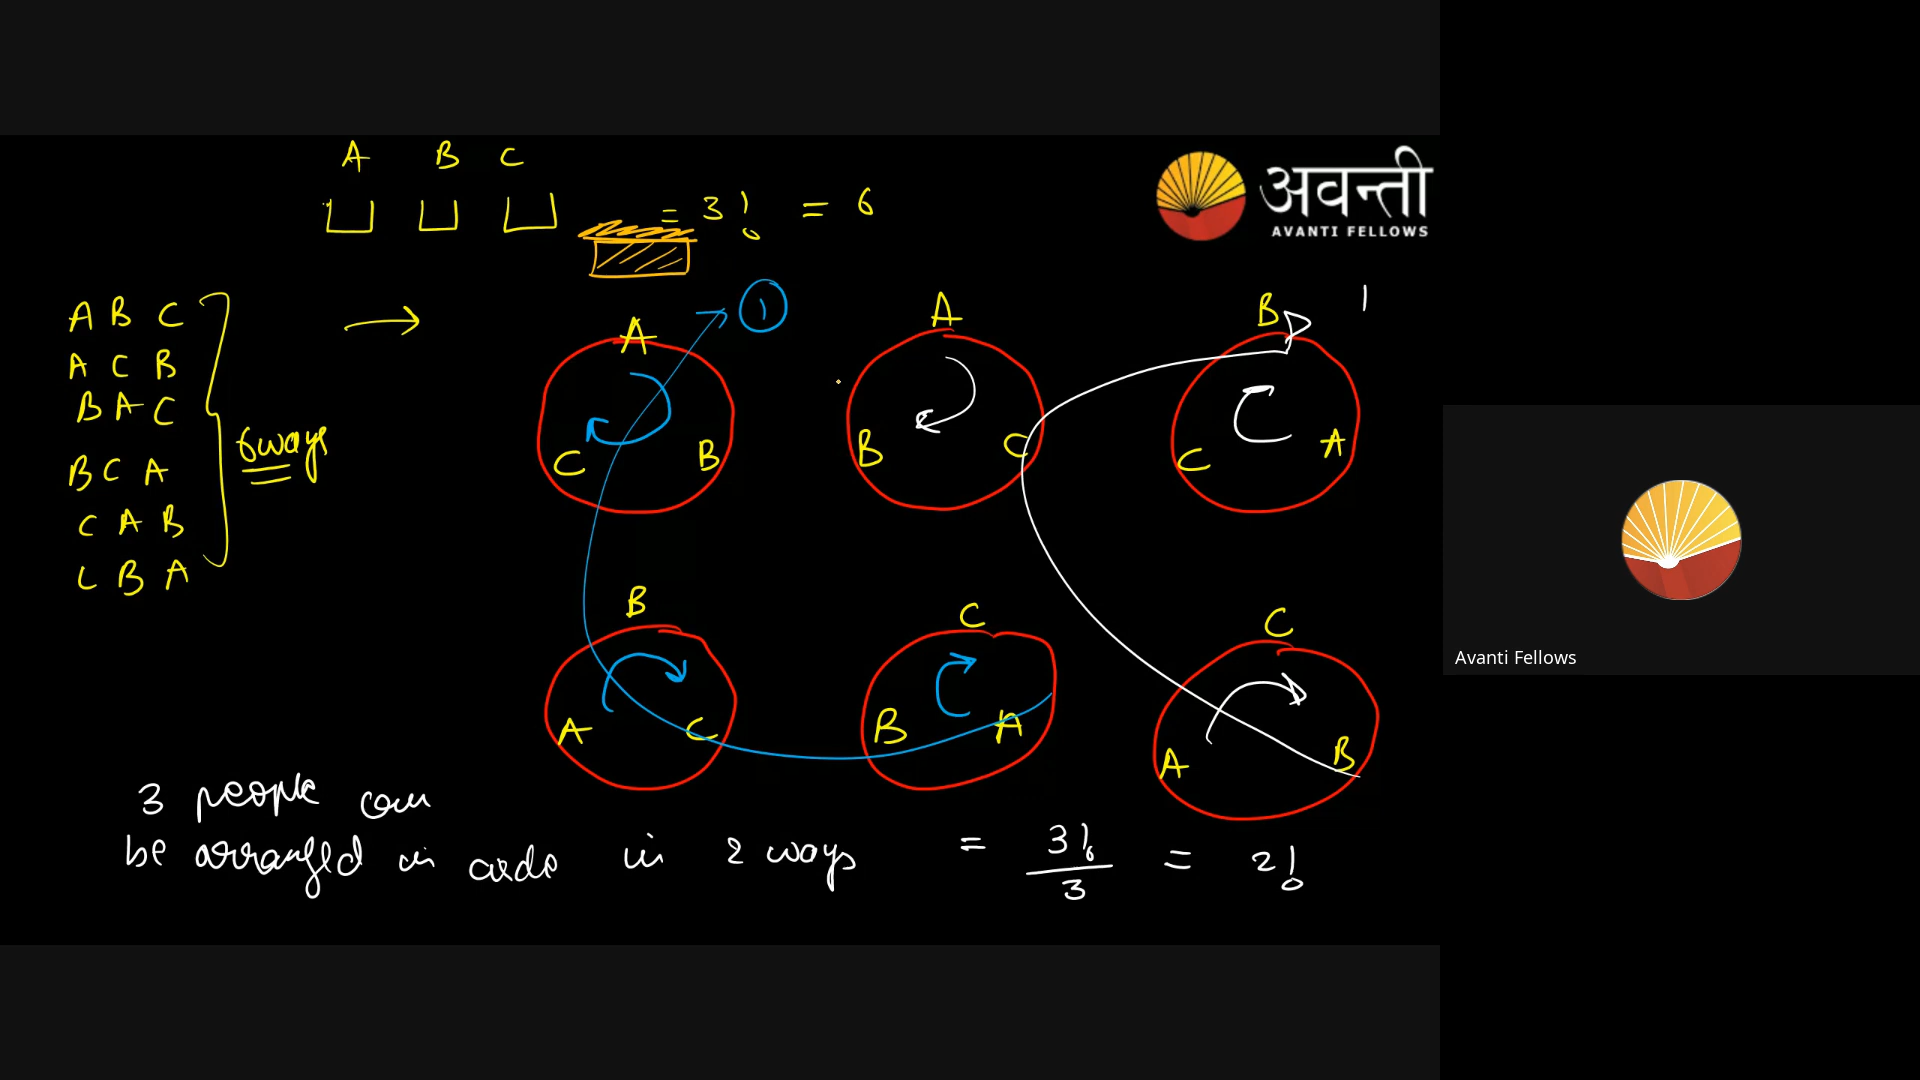 A B C
= 3! = 6
अवन्ती
AVANTI FELLOWS
A B C
A C B
B A C
B C A
C A B
C B A
6 ways
1
A
C B
A
B C
B 1
C A
B
A C
C
B A
C
A B
Avanti Fellows
3 people can
be arranged in circle in 2 ways = 3!/3 = 2!